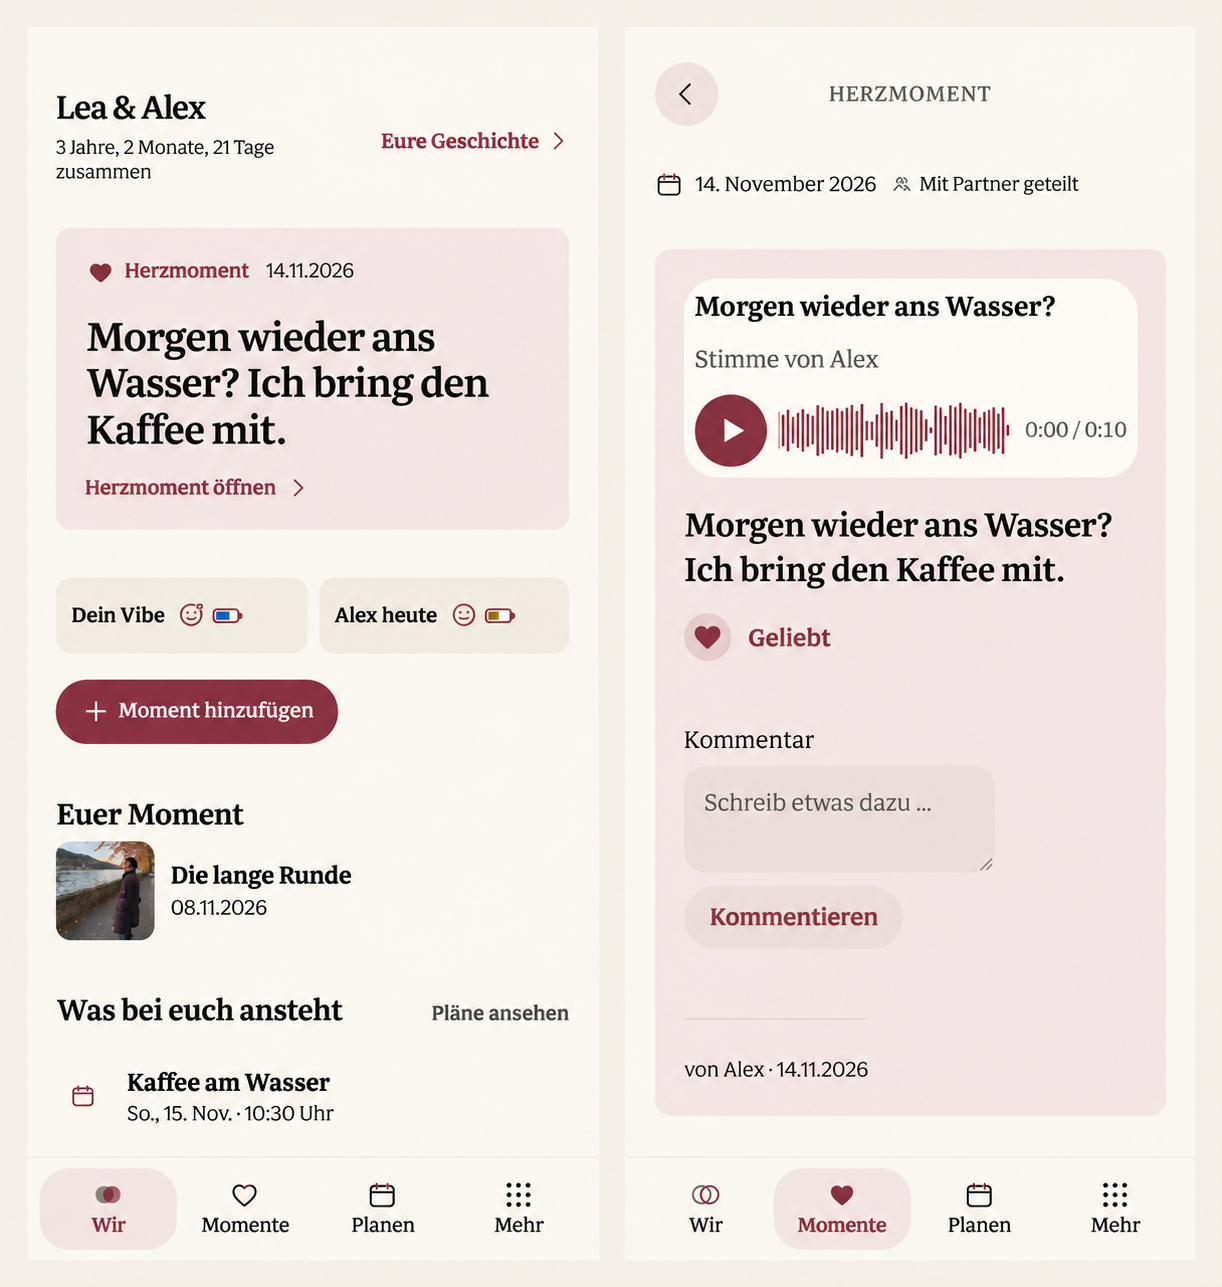 Lea & Alex
3 Jahre, 2 Monate, 21 Tage
zusammen
Eure Geschichte
Herzmoment 14.11.2026
Morgen wieder ans
Wasser? Ich bring den
Kaffee mit.
Herzmoment öffnen
Dein Vibe
Alex heute
Moment hinzufügen
Euer Moment
Die lange Runde
08.11.2026
Was bei euch ansteht
Pläne ansehen
Kaffee am Wasser
So., 15. Nov. · 10:30 Uhr
Wir
Momente
Planen
Mehr
HERZMOMENT
14. November 2026
Mit Partner geteilt
Morgen wieder ans Wasser?
Stimme von Alex
0:00 / 0:10
Morgen wieder ans Wasser?
Ich bring den Kaffee mit.
Geliebt
Kommentar
Schreib etwas dazu ...
Kommentieren
von Alex · 14.11.2026
Wir
Momente
Planen
Mehr